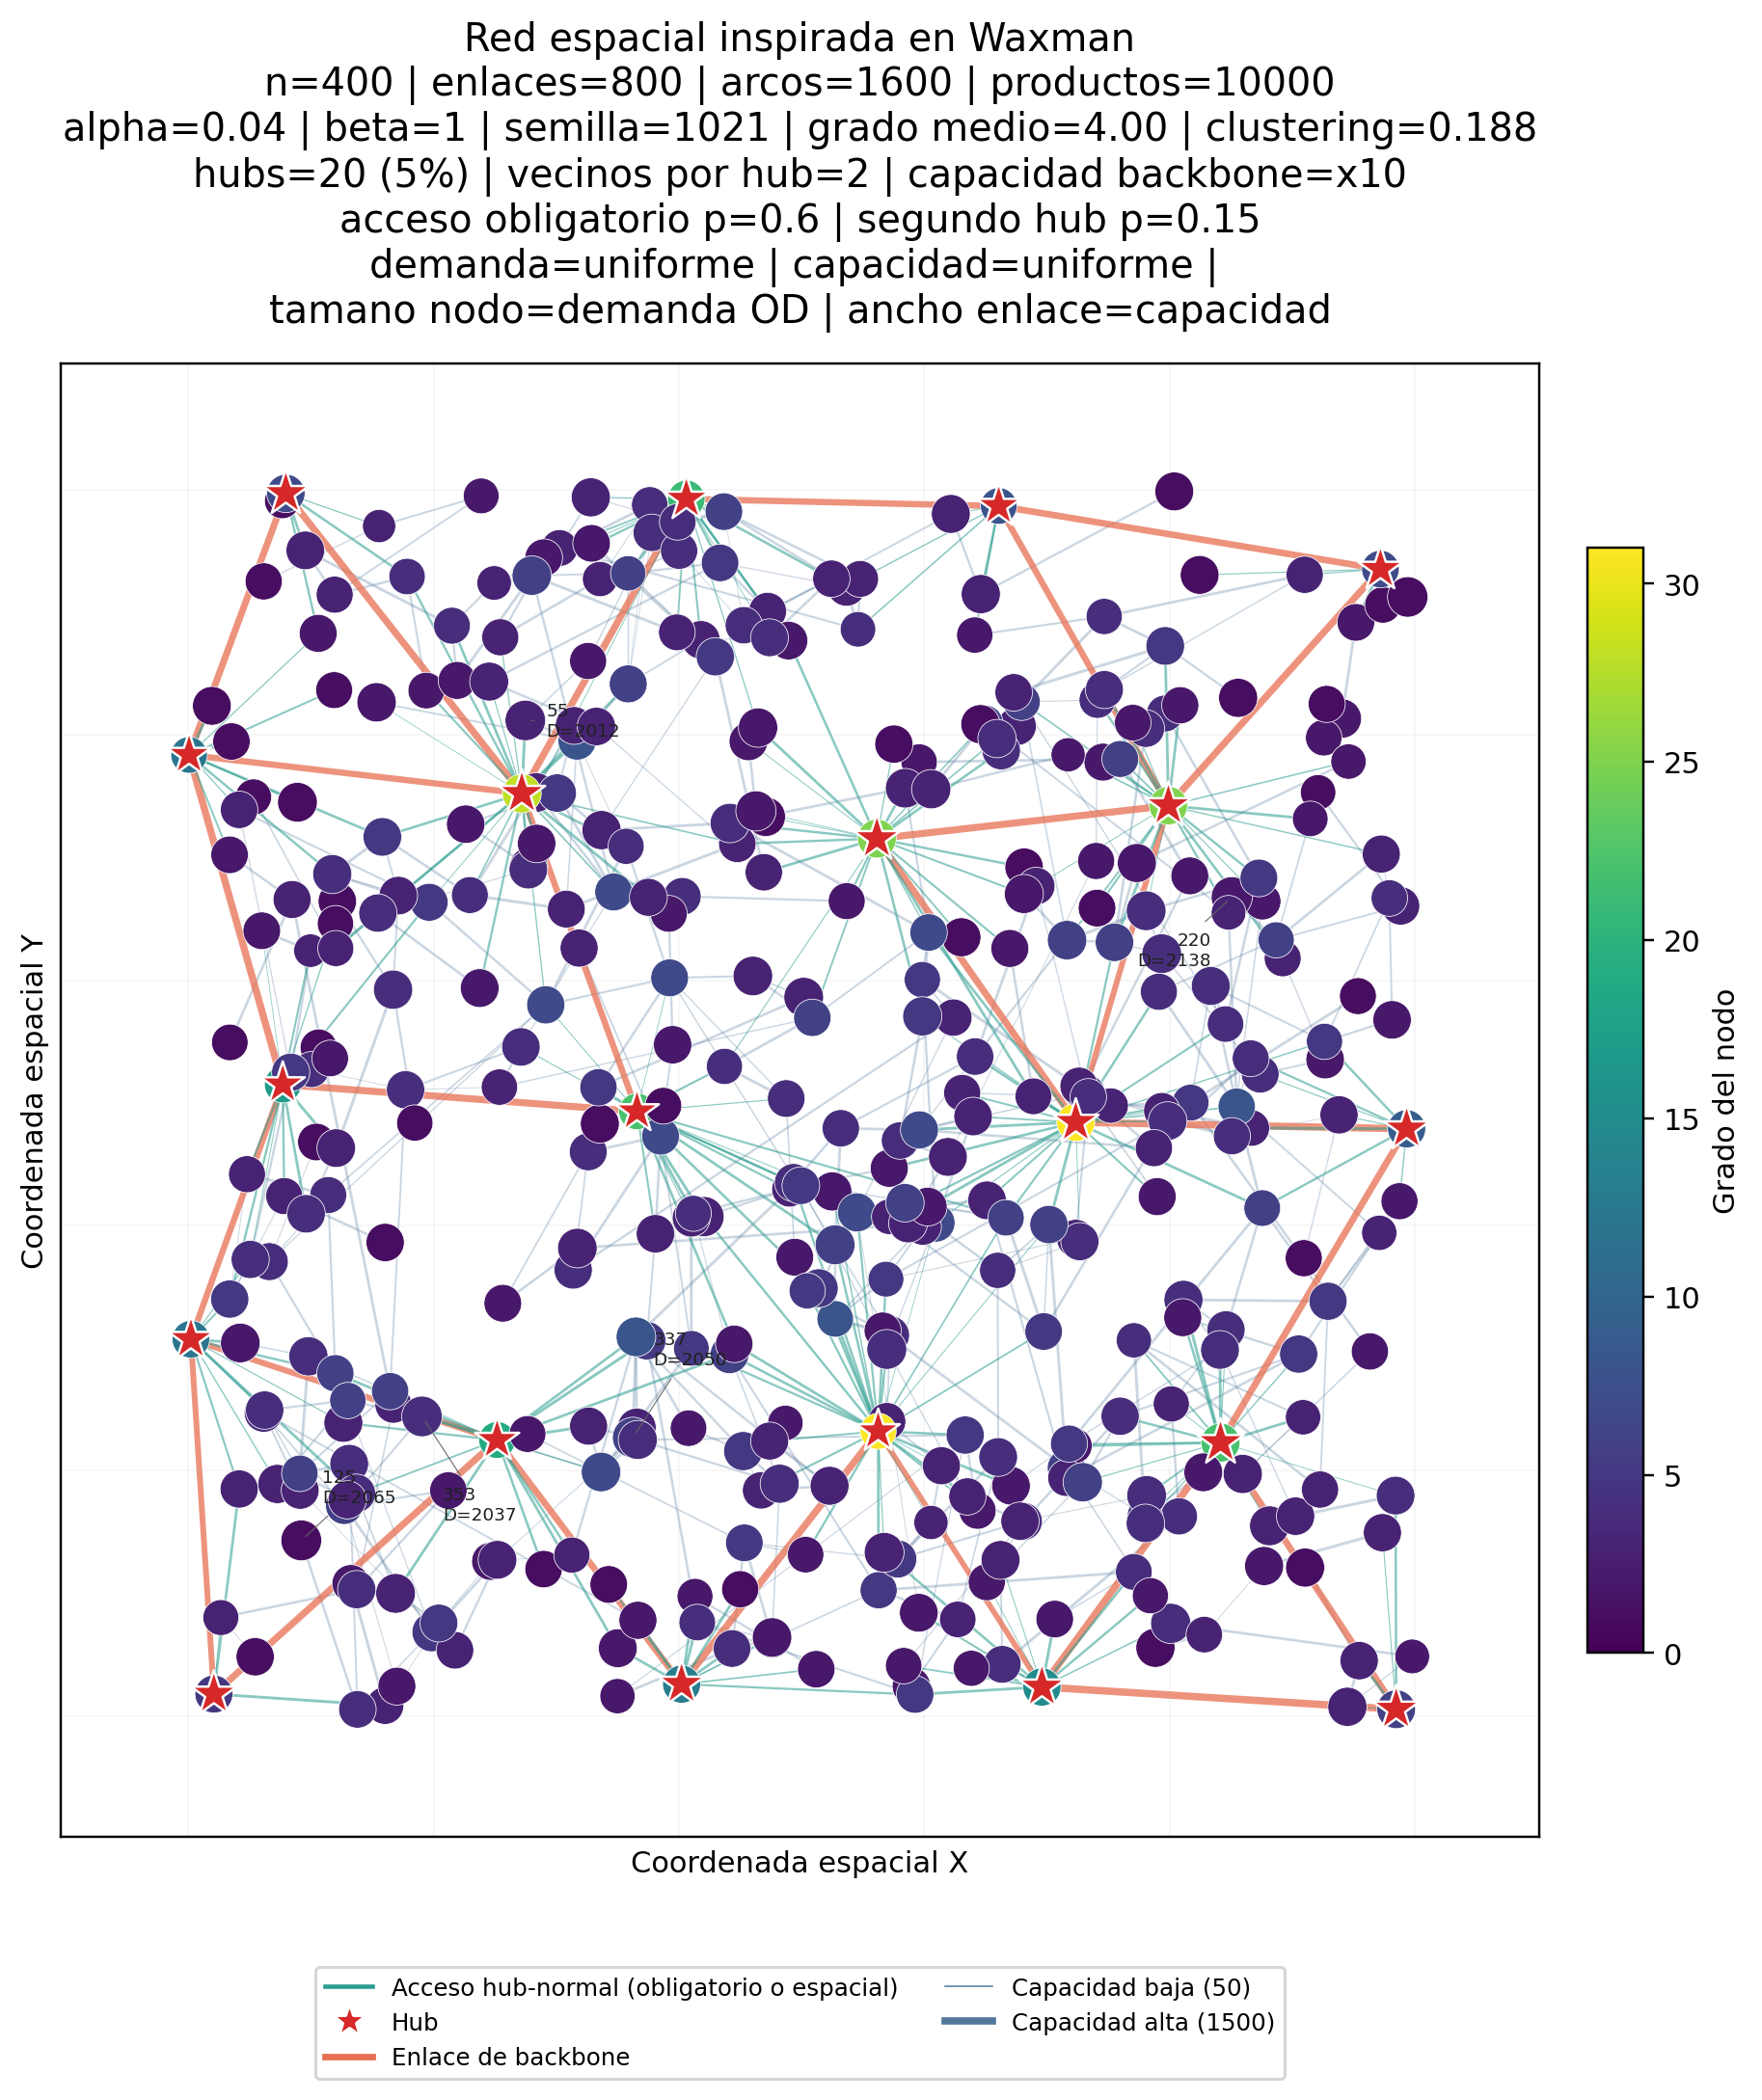 Red espacial inspirada en Waxman
n=400 | enlaces=800 | arcos=1600 | productos=10000
alpha=0.04 | beta=1 | semilla=1021 | grado medio=4.00 | clustering=0.188
hubs=20 (5%) | vecinos por hub=2 | capacidad backbone=x10
acceso obligatorio p=0.6 | segundo hub p=0.15
demanda=uniforme | capacidad=uniforme |
tamano nodo=demanda OD | ancho enlace=capacidad
Coordenada espacial Y
55
D=2012
220
D=2138
337
D=2050
125
D=2065
353
D=2037
Coordenada espacial X
30
25
20
15
10
5
0
Grado del nodo
Acceso hub-normal (obligatorio o espacial)
Hub
Enlace de backbone
Capacidad baja (50)
Capacidad alta (1500)